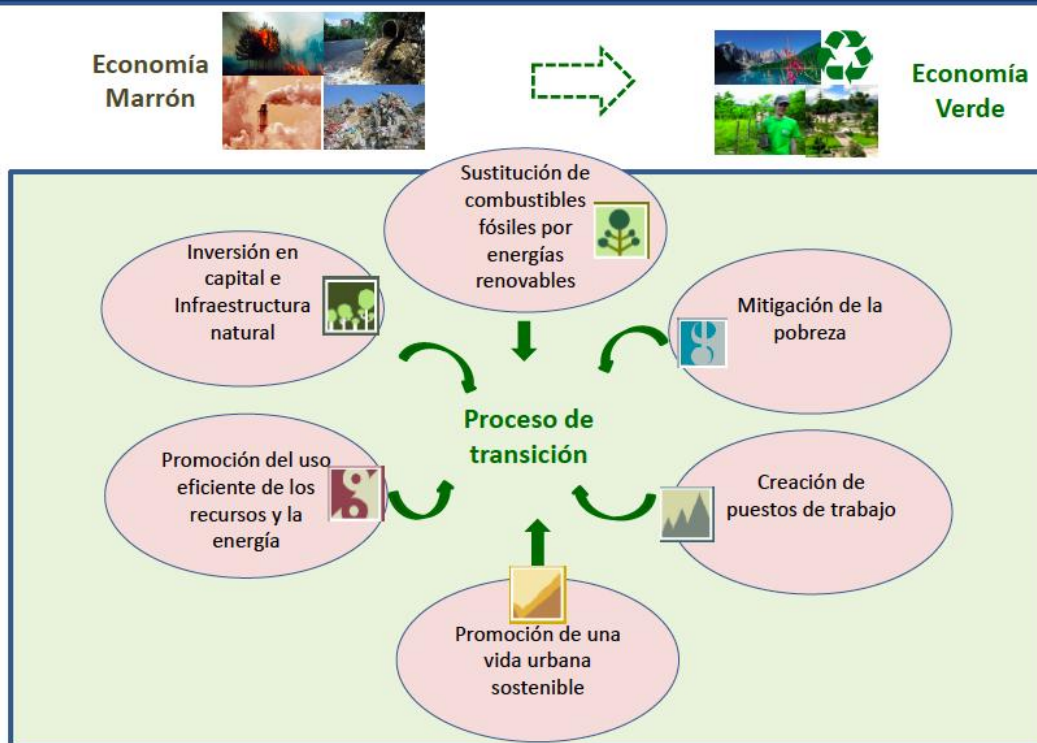 Economía
Marrón
Economía
Verde
Sustitución de
combustibles
fósiles por
energías
renovables
Inversión en
capital e
Infraestructura
natural
Mitigación de la
pobreza
Proceso de
transición
Promoción del uso
eficiente de los
recursos y la
energía
Creación de
puestos de trabajo
Promoción de una
vida urbana
sostenible